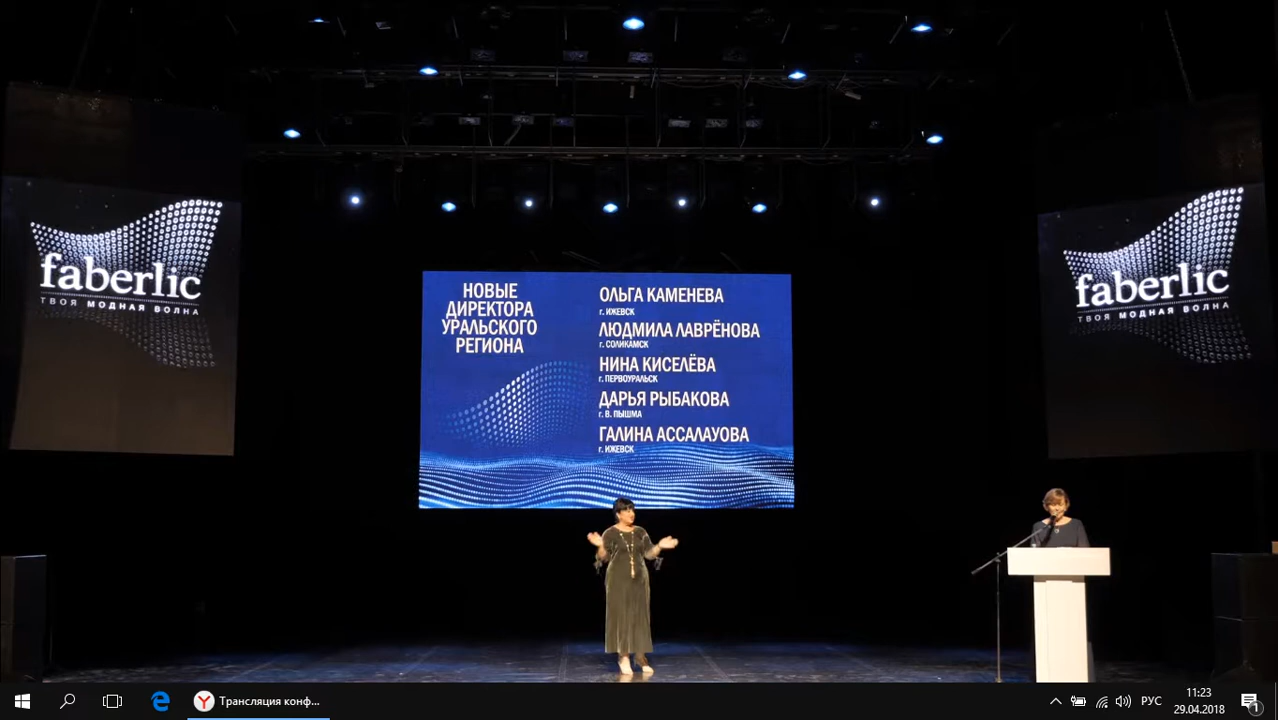 faberlic
ТВОЯ МОДНАЯ ВОЛНА
НОВЫЕ
ДИРЕКТОРА
УРАЛЬСКОГО
РЕГИОНА
ОЛЬГА КАМЕНЕВА
г. ИЖЕВСК
ЛЮДМИЛА ЛАВРЁНОВА
г. СОЛИКАМСК
НИНА КИСЕЛЁВА
г. ПЕРВОУРАЛЬСК
ДАРЬЯ РЫБАКОВА
г. В. ПЫШМА
ГАЛИНА АССАЛАУОВА
г. ИЖЕВСК
faberlic
ТВОЯ МОДНАЯ ВОЛНА
Трансляция конф...
РУС
11:23
29.04.2018
1